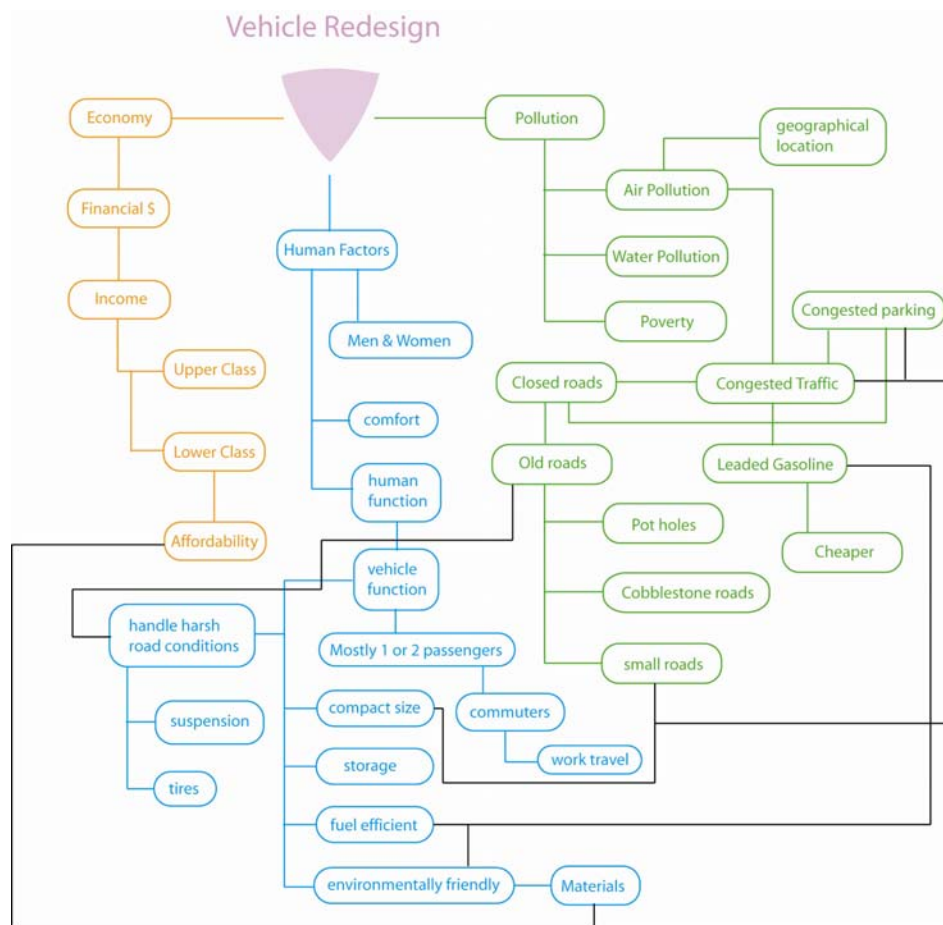 Vehicle Redesign
Economy
Financial $
Income
Upper Class
Lower Class
Affordability
Human Factors
Men & Women
comfort
human
function
vehicle
function
Mostly 1 or 2 passengers
commuters
work travel
handle harsh
road conditions
suspension
tires
compact size
storage
fuel efficient
environmentally friendly
Materials
Pollution
geographical
location
Air Pollution
Water Pollution
Poverty
Congested parking
Closed roads
Congested Traffic
Old roads
Leaded Gasoline
Pot holes
Cheaper
Cobblestone roads
small roads